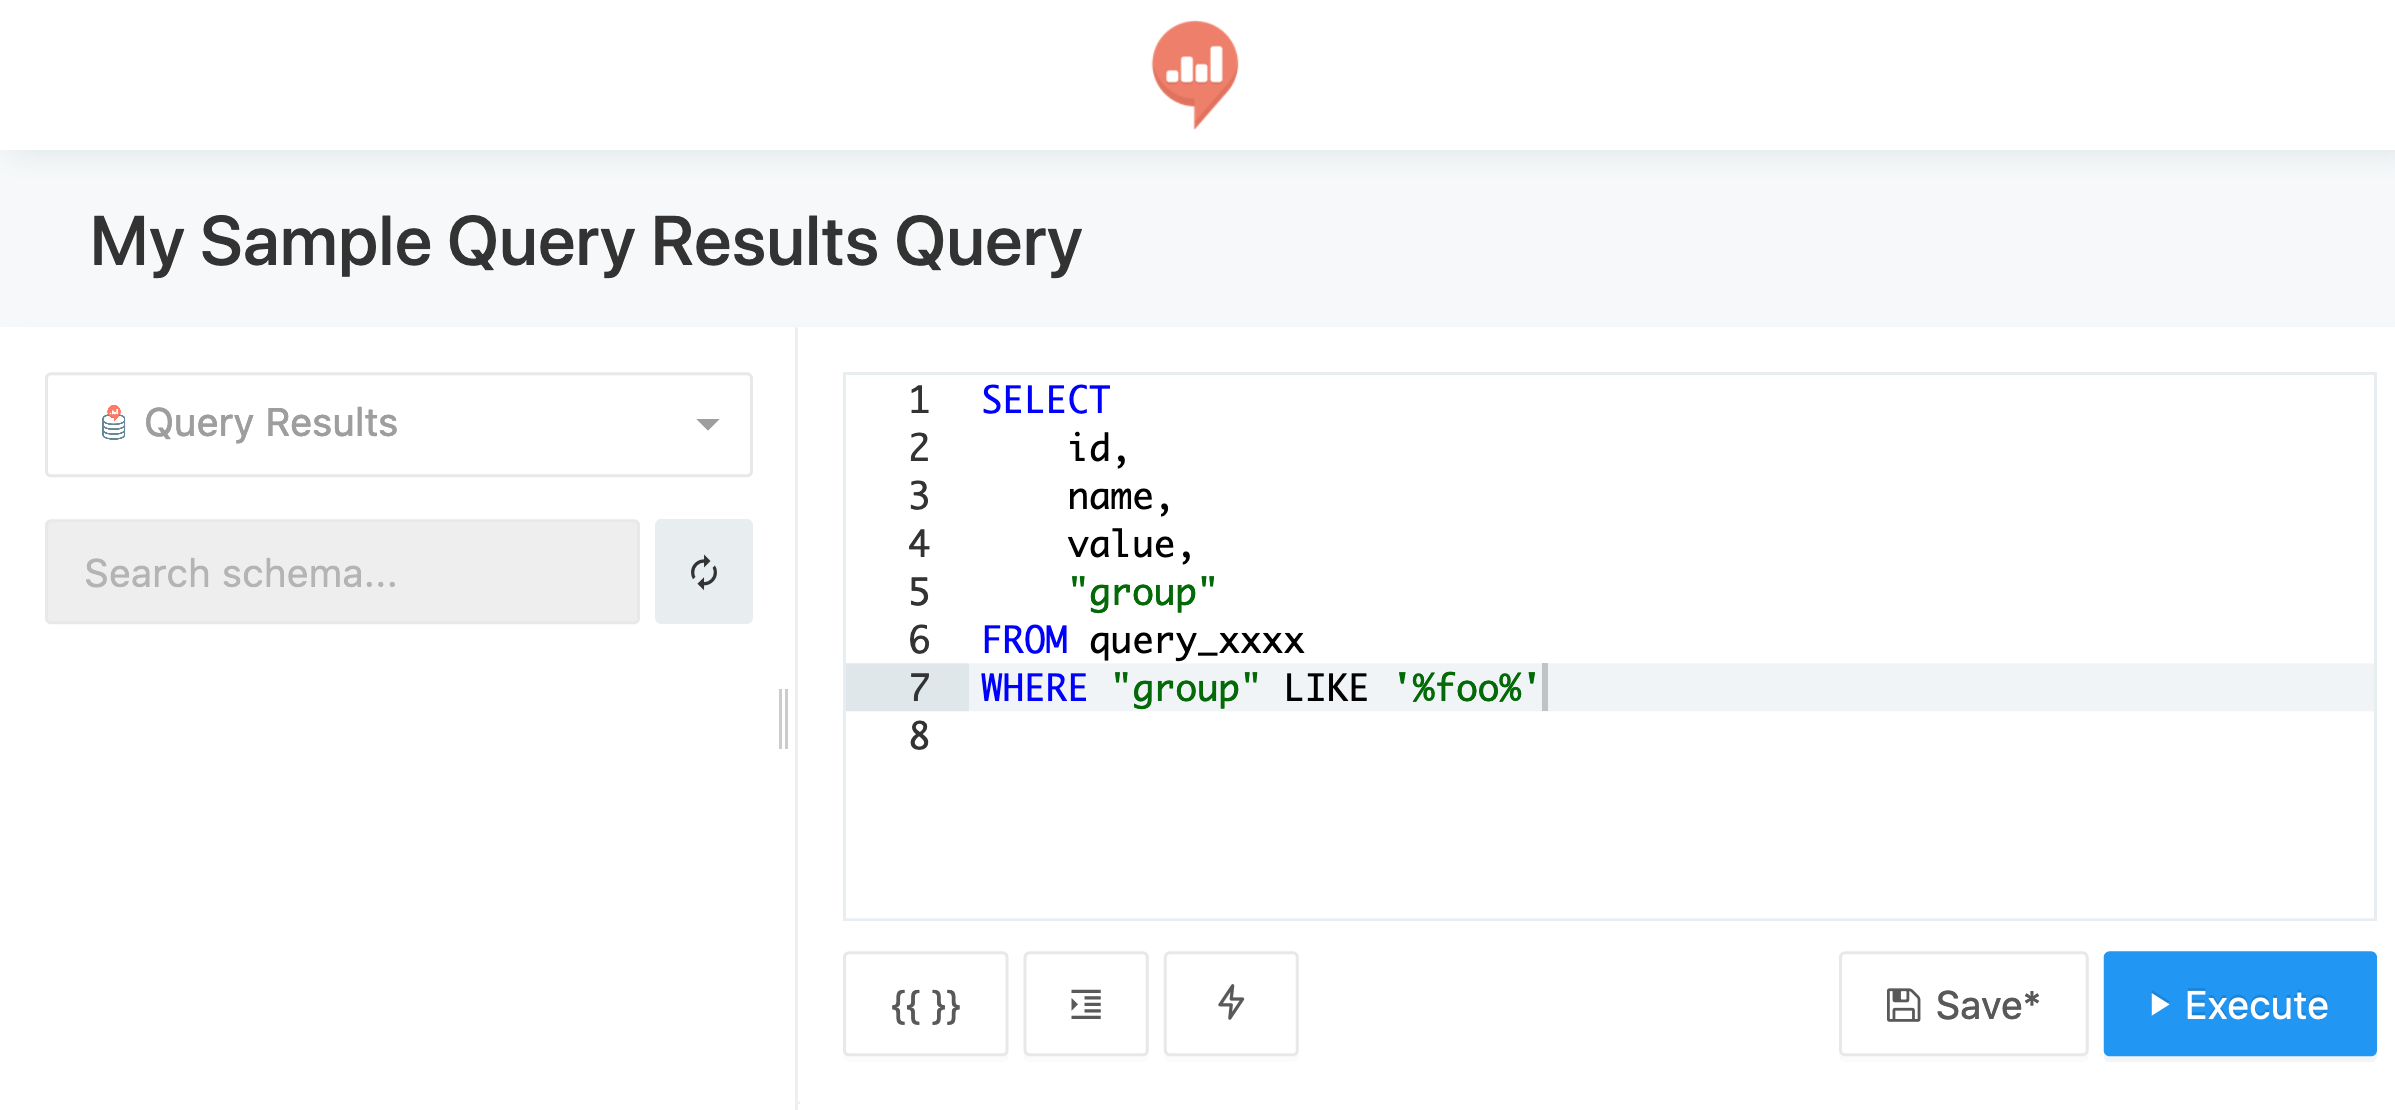 My Sample Query Results Query
Query Results
Search schema...
1 SELECT
2 id,
3 name,
4 value,
5 "group"
6 FROM query_xxxx
7 WHERE "group" LIKE '%foo%'
8
{{ }}
Save*
Execute